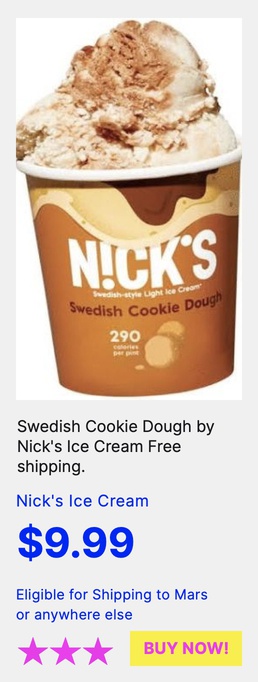 N!CK'S
Swedish-style Light Ice Cream*
Swedish Cookie Dough
290
calories
per pint
Swedish Cookie Dough by
Nick's Ice Cream Free
shipping.
Nick's Ice Cream
$9.99
Eligible for Shipping to Mars
or anywhere else
BUY NOW!